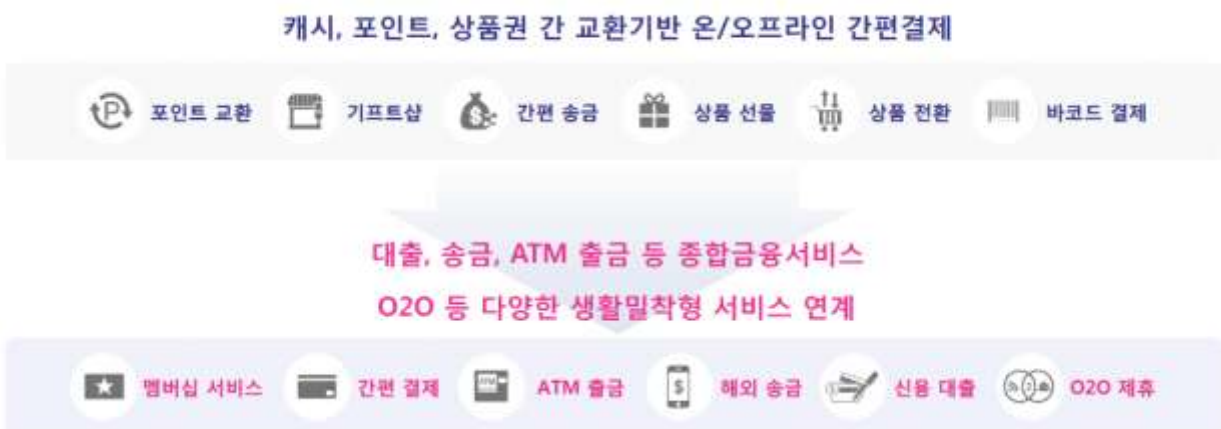 캐시, 포인트, 상품권 간 교환기반 온/오프라인 간편결제
포인트 교환 기프트샵 간편 송금 상품 선물 상품 전환 바코드 결제
대출, 송금, ATM 출금 등 종합금융서비스
O2O 등 다양한 생활밀착형 서비스 연계
멤버십 서비스 간편 결제 ATM 출금 해외 송금 신용 대출 O2O 제휴